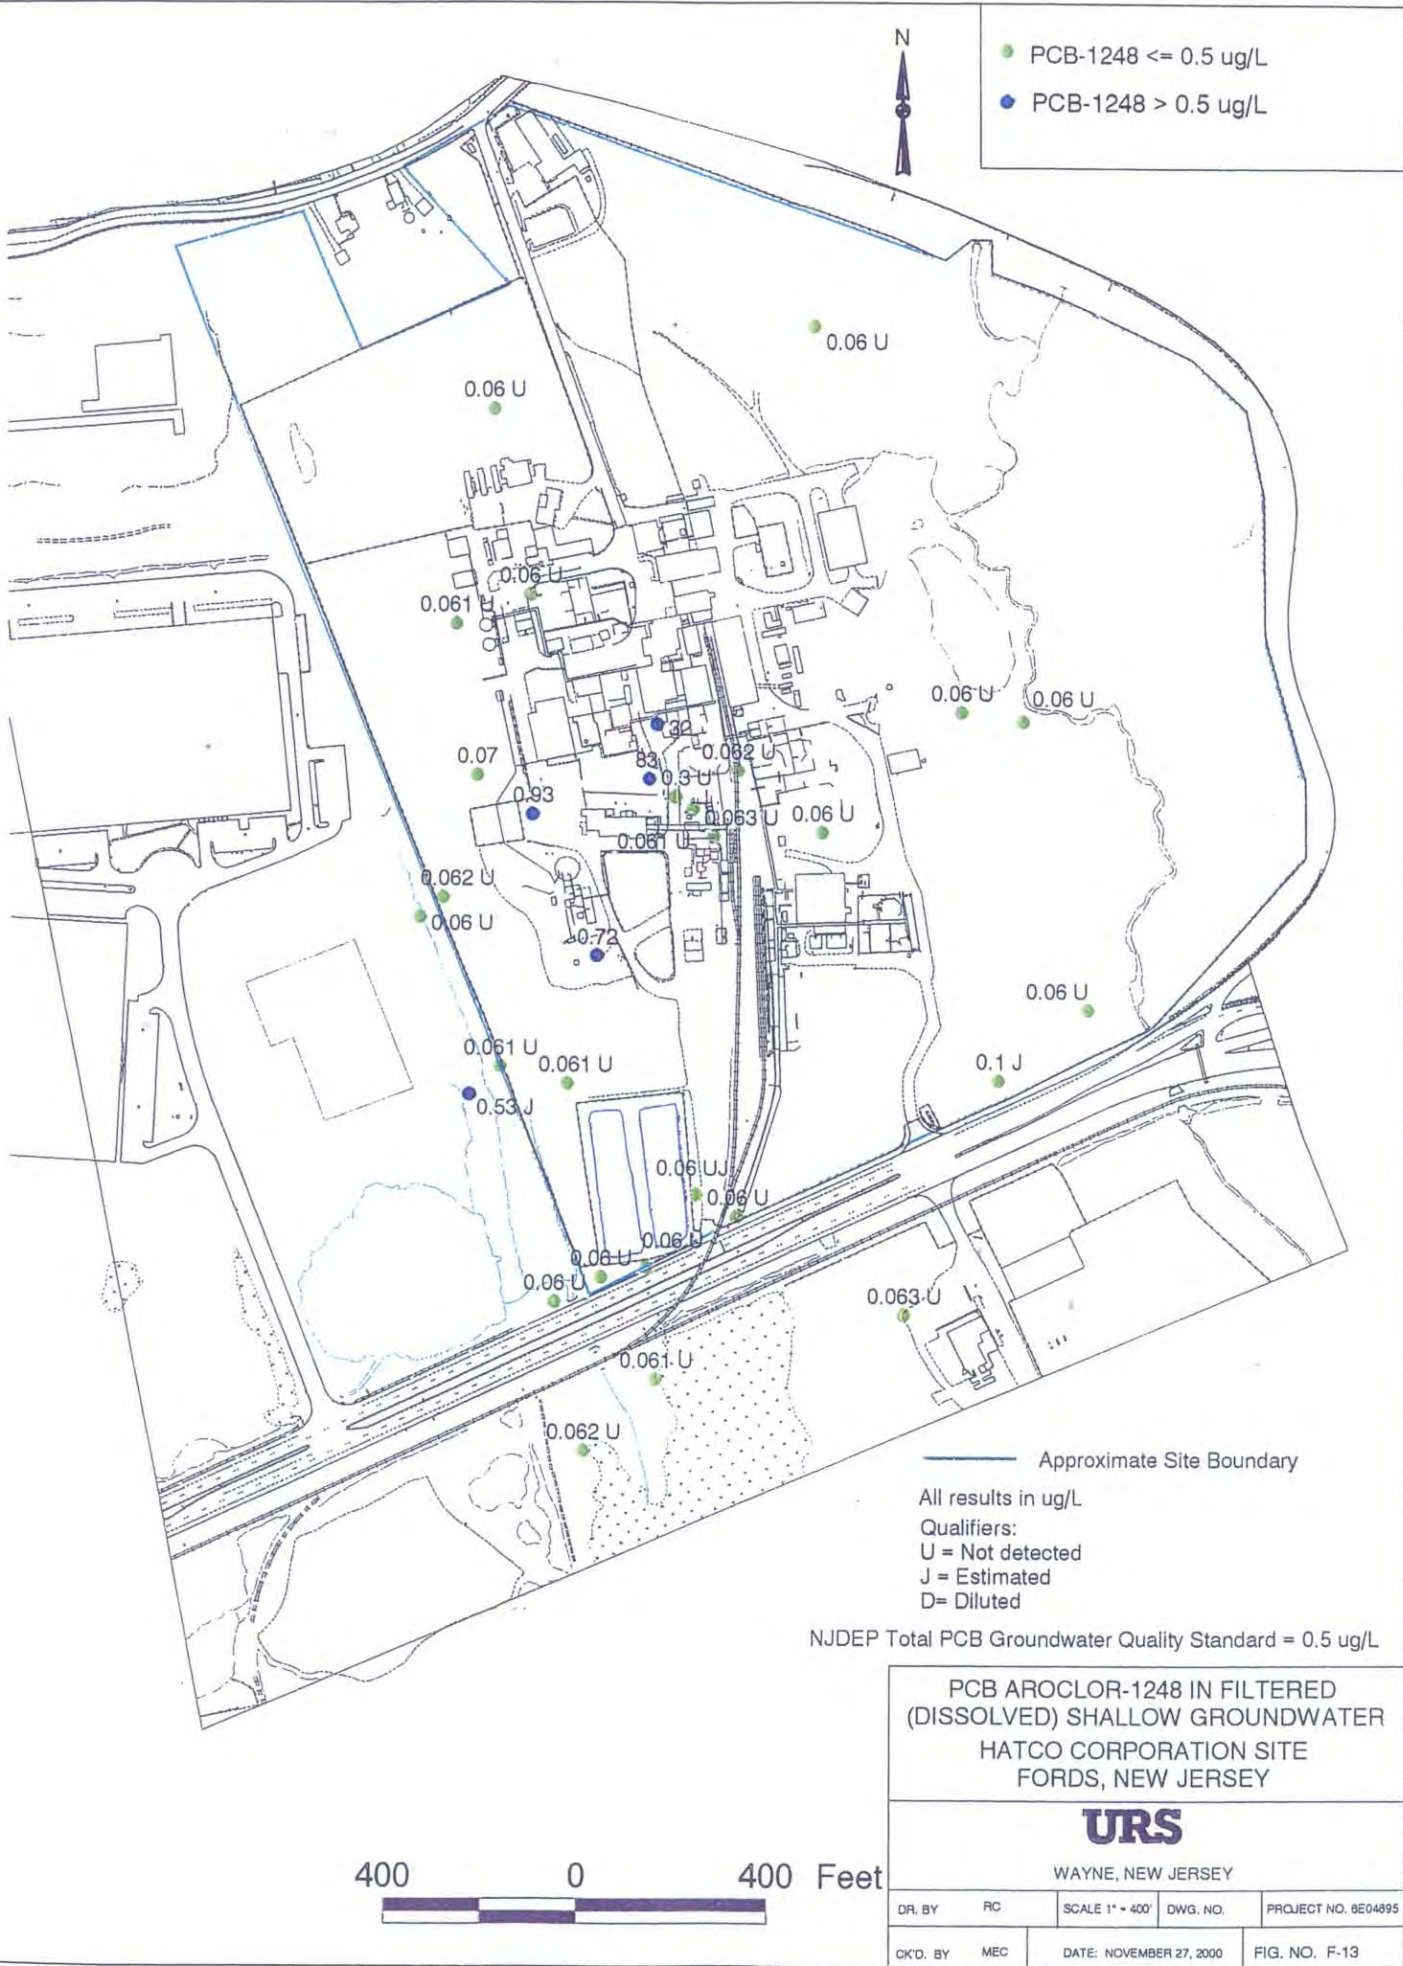 N
PCB-1248 <= 0.5 ug/L
PCB-1248 > 0.5 ug/L
0.06 U
0.06 U
0.06 U
0.061 U
0.06 U
0.06 U
32
0.07
83
0.062 U
0.3 U
0.93
0.063 U
0.06 U
0.061 U
0.062 U
0.06 U
0.72
0.06 U
0.061 U
0.061 U
0.1 J
0.53 J
0.06 UJ
0.06 U
0.06 U
0.06 U
0.06 U
0.063 U
0.061 U
0.062 U
Approximate Site Boundary
All results in ug/L
Qualifiers:
U = Not detected
J = Estimated
D= Diluted
NJDEP Total PCB Groundwater Quality Standard = 0.5 ug/L
PCB AROCLOR-1248 IN FILTERED
(DISSOLVED) SHALLOW GROUNDWATER
HATCO CORPORATION SITE
FORDS, NEW JERSEY
URS
WAYNE, NEW JERSEY
400 0 400 Feet
DR. BY RC SCALE 1" = 400' DWG. NO. PROJECT NO. 6E04695
CK'D. BY MEC DATE: NOVEMBER 27, 2000 FIG. NO. F-13